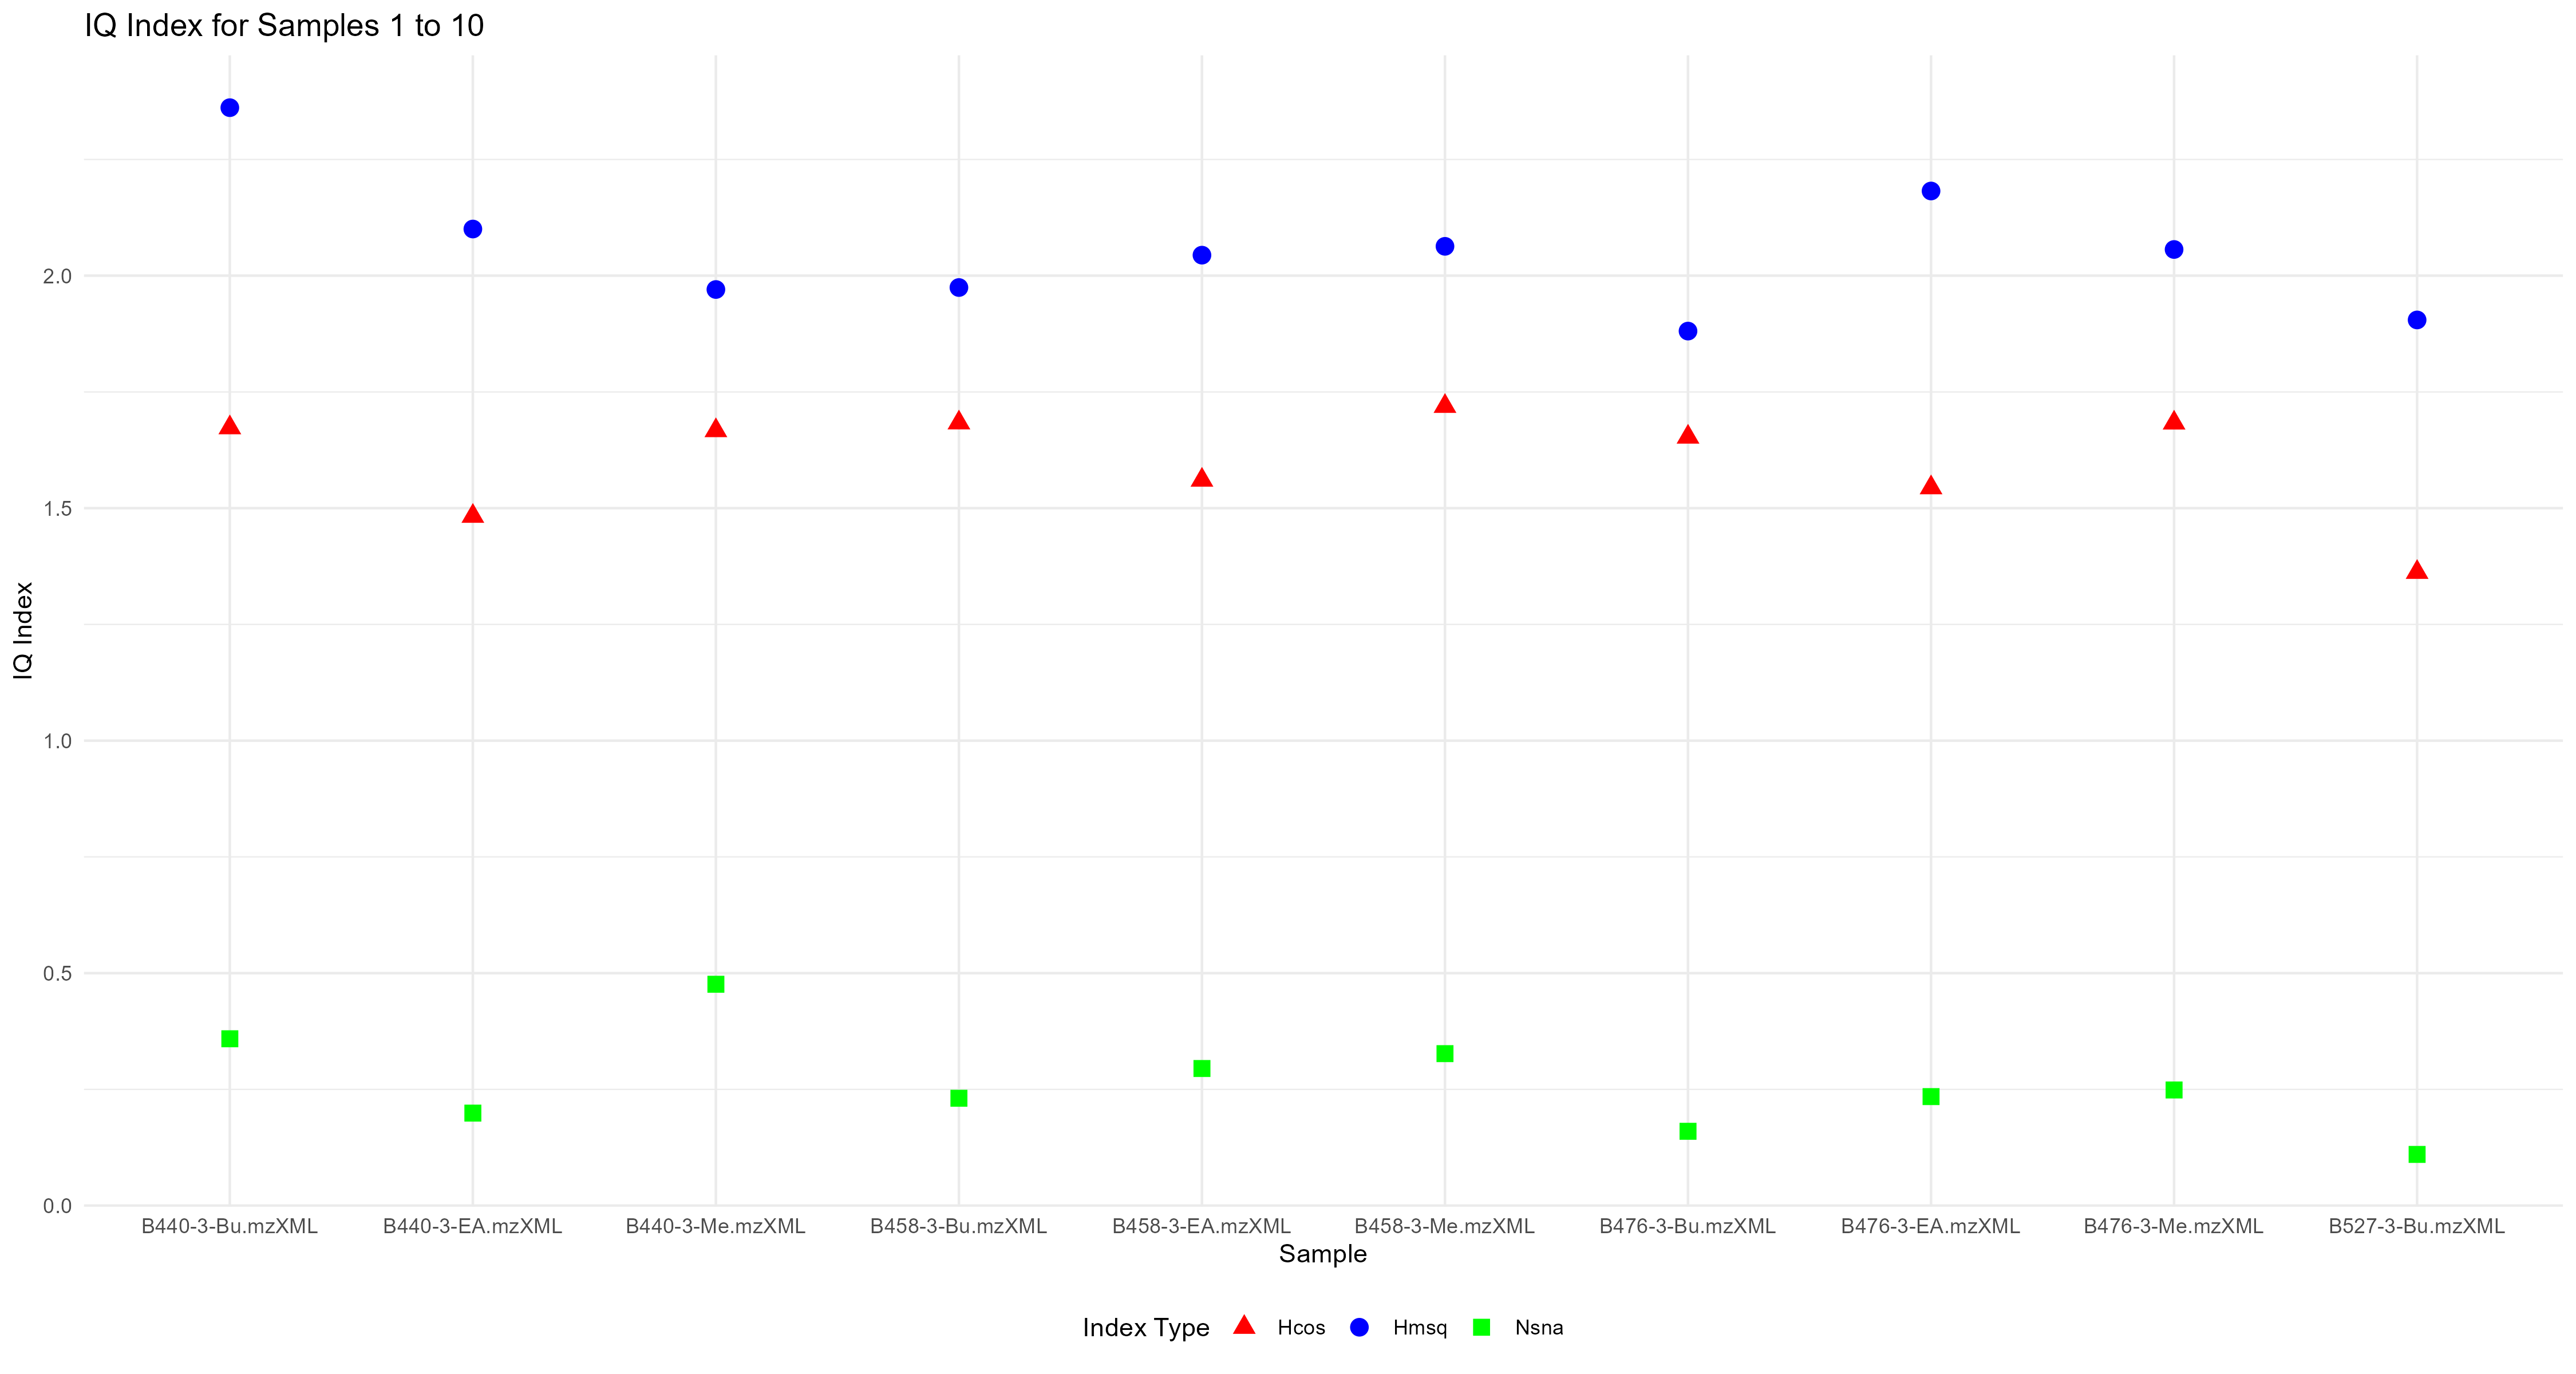 IQ Index for Samples 1 to 10
IQ Index
2.0
1.5
1.0
0.5
0.0
B440-3-Bu.mzXML B440-3-EA.mzXML B440-3-Me.mzXML B458-3-Bu.mzXML B458-3-EA.mzXML B458-3-Me.mzXML B476-3-Bu.mzXML B476-3-EA.mzXML B476-3-Me.mzXML B527-3-Bu.mzXML
Sample
Index Type Hcos Hmsq Nsna